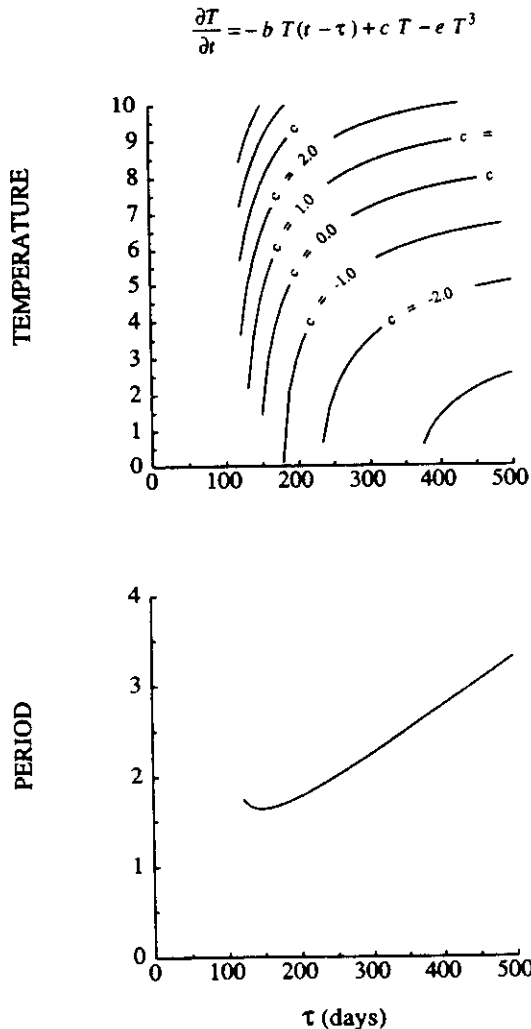 ∂T/∂t = – b T(t – τ) + c T – e T³
10
9
8
7
6
5
4
3
2
1
0
TEMPERATURE
c
c = 2.0
c = 1.0
c = 0.0
c = -1.0
c = -2.0
c =
c
0 100 200 300 400 500
4
3
2
1
0
PERIOD
0 100 200 300 400 500
τ (days)